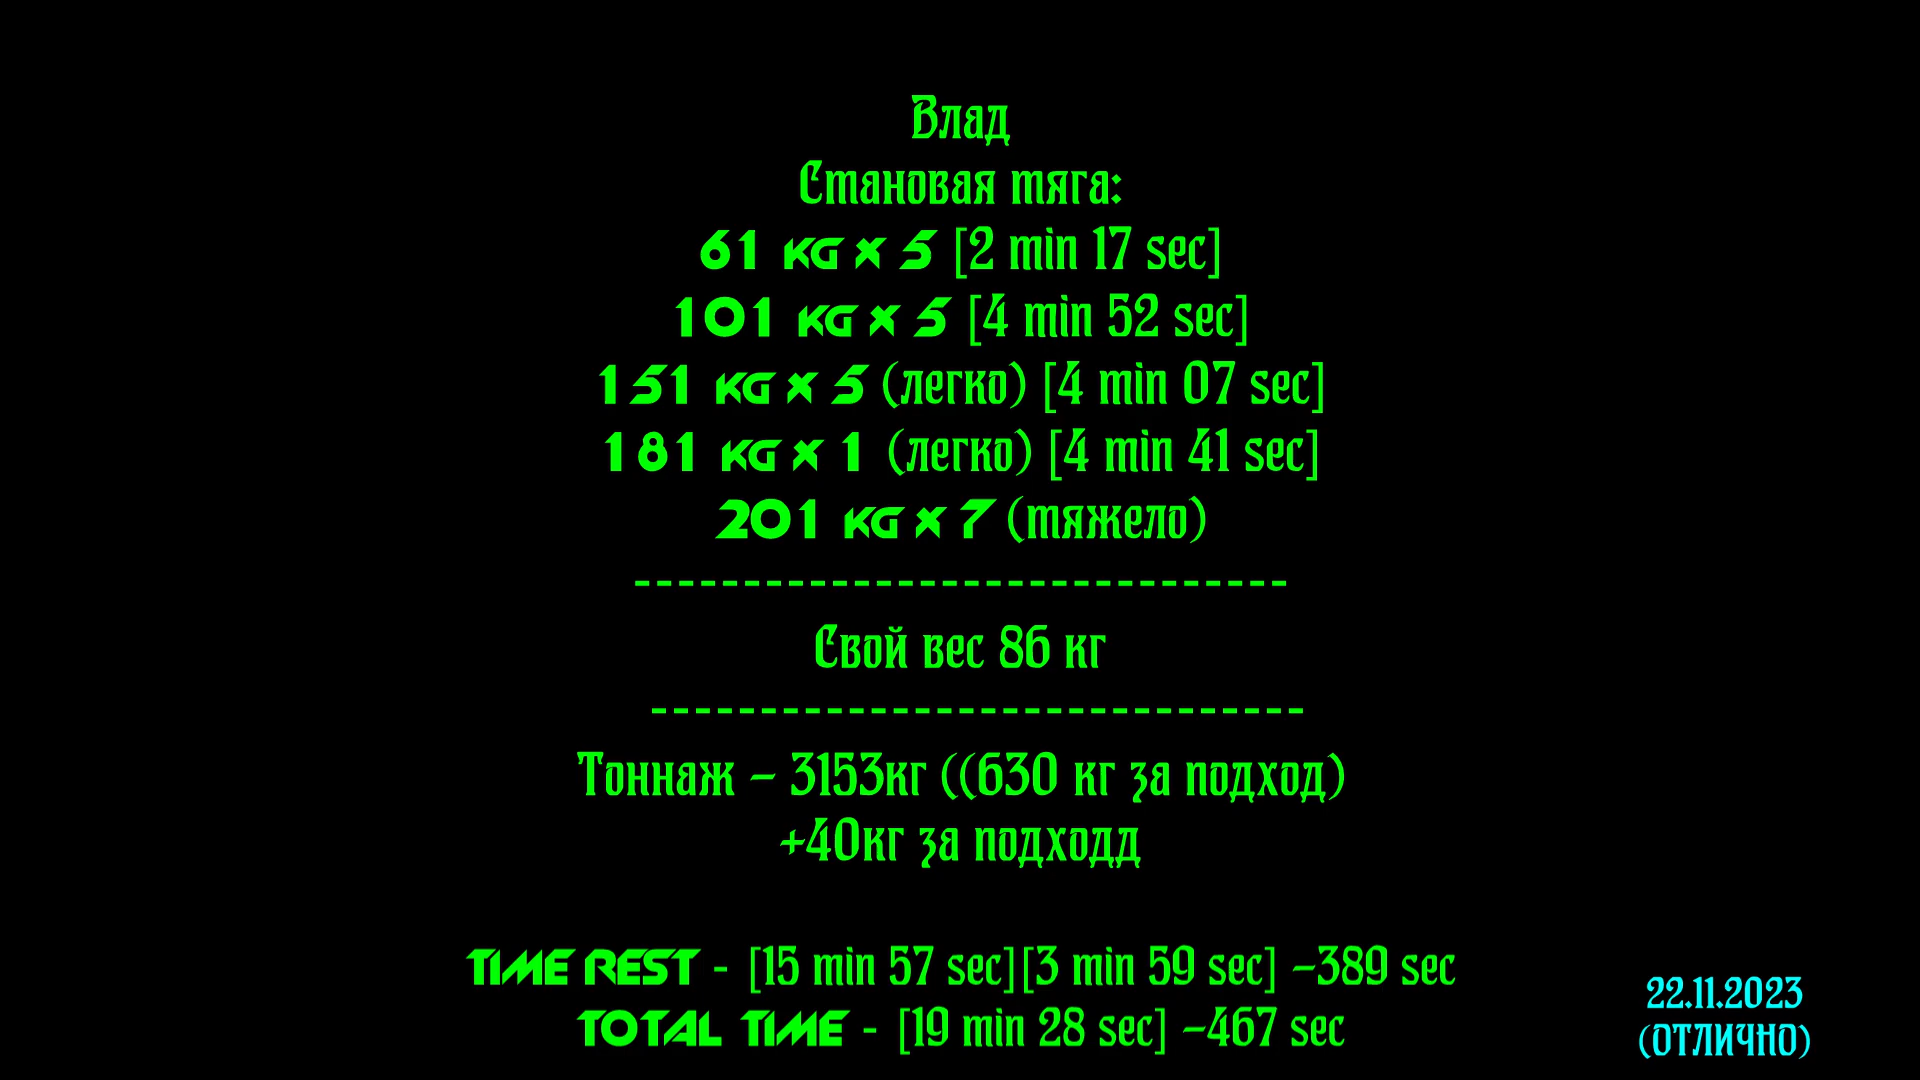 Влад
Становая тяга:
61 KG X 5 [2 min 17 sec]
101 KG X 5 [4 min 52 sec]
151 KG X 5 (легко) [4 min 07 sec]
181 KG X 1 (легко) [4 min 41 sec]
201 KG X 7 (тяжело)
------------------------------
Свой вес 86 кг
------------------------------
Тоннаж – 3153кг ((630 кг за подход)
+40кг за подходд
TIME REST - [15 min 57 sec][3 min 59 sec] –389 sec
TOTAL TIME - [19 min 28 sec] –467 sec
22.11.2023
(ОТЛИЧНО)